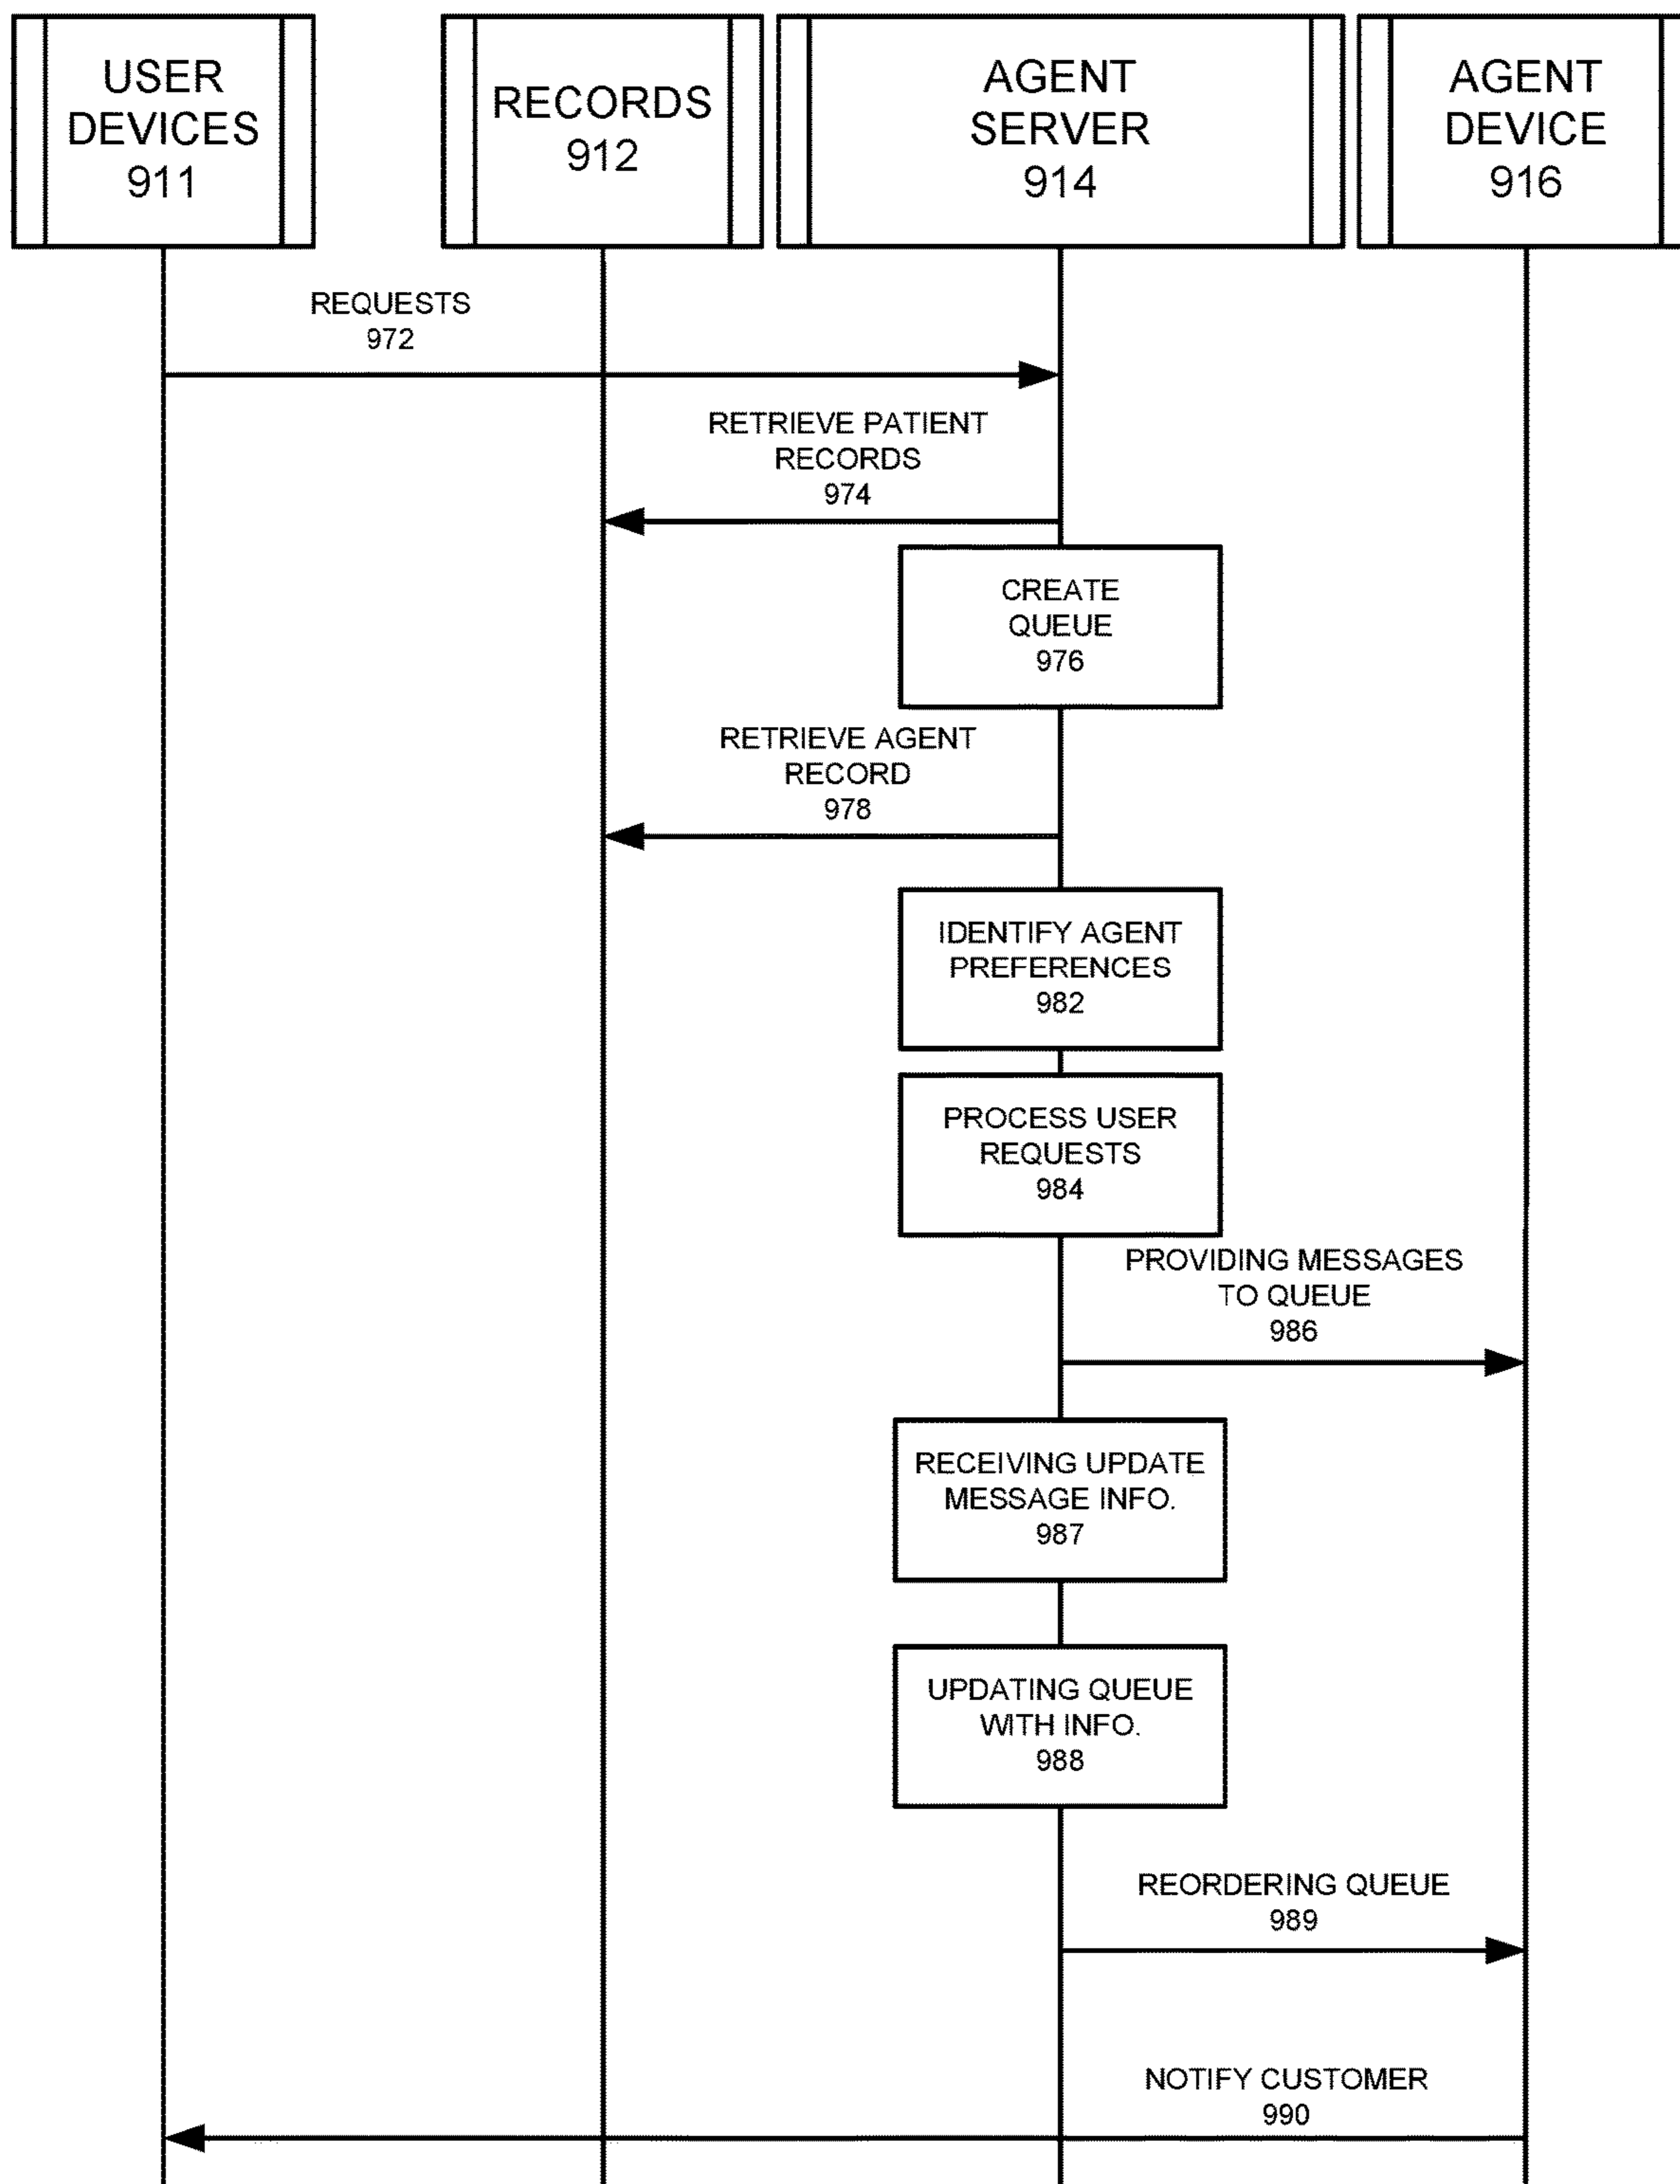 USER
DEVICES
911
RECORDS
912
AGENT
SERVER
914
AGENT
DEVICE
916
REQUESTS
972
RETRIEVE PATIENT
RECORDS
974
CREATE
QUEUE
976
RETRIEVE AGENT
RECORD
978
IDENTIFY AGENT
PREFERENCES
982
PROCESS USER
REQUESTS
984
PROVIDING MESSAGES
TO QUEUE
986
RECEIVING UPDATE
MESSAGE INFO.
987
UPDATING QUEUE
WITH INFO.
988
REORDERING QUEUE
989
NOTIFY CUSTOMER
990